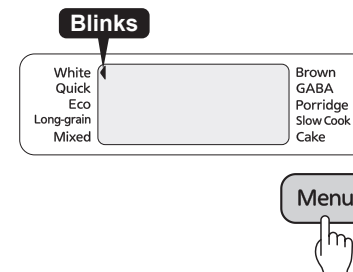 Blinks
White
Quick
Eco
Long-grain
Mixed
Brown
GABA
Porridge
Slow Cook
Cake
Menu